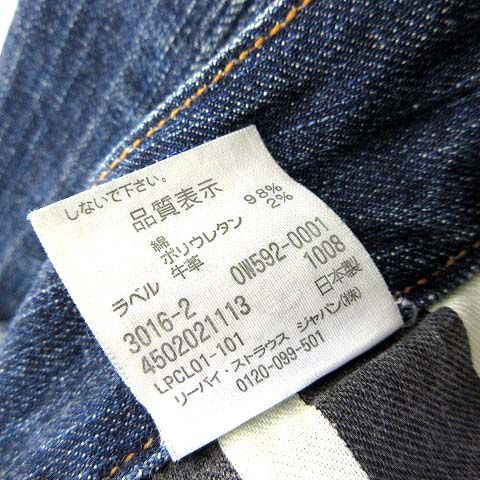 しないで下さい。
品質表示
綿 98%
ポリウレタン 2%
ラベル 牛革
3016-2 0W592-0001
4502021113 1008
LPCL01-101 日本製
リーバイ・ストラウス ジャパン(株)
0120-099-501